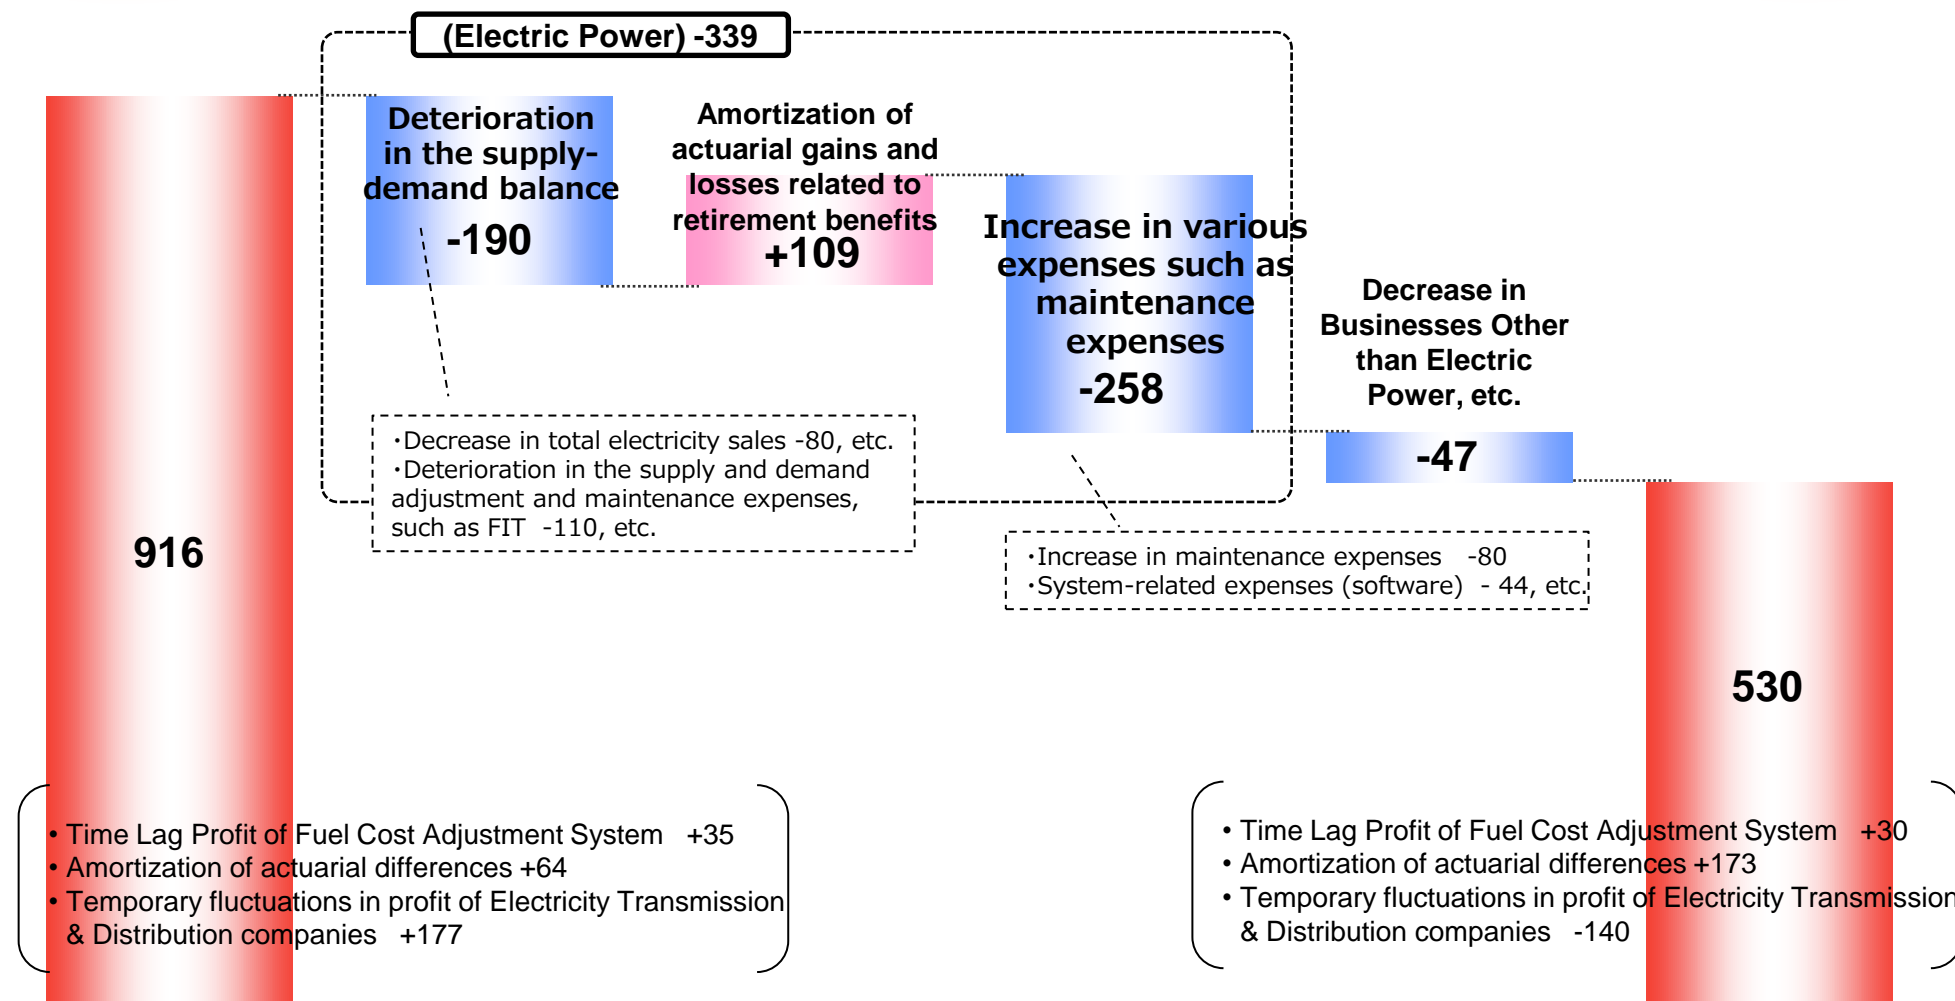 (Electric Power) -339
Deterioration
in the supply-
demand balance
-190
Amortization of
actuarial gains and
losses related to
retirement benefits
+109
Increase in various
expenses such as
maintenance
expenses
-258
Decrease in
Businesses Other
than Electric
Power, etc.
-47
・Decrease in total electricity sales -80, etc.
・Deterioration in the supply and demand
adjustment and maintenance expenses,
such as FIT -110, etc.
・Increase in maintenance expenses -80
・System-related expenses (software) - 44, etc.
916
530
• Time Lag Profit of Fuel Cost Adjustment System +35
• Amortization of actuarial differences +64
• Temporary fluctuations in profit of Electricity Transmission
& Distribution companies +177
• Time Lag Profit of Fuel Cost Adjustment System +30
• Amortization of actuarial differences +173
• Temporary fluctuations in profit of Electricity Transmission
& Distribution companies -140